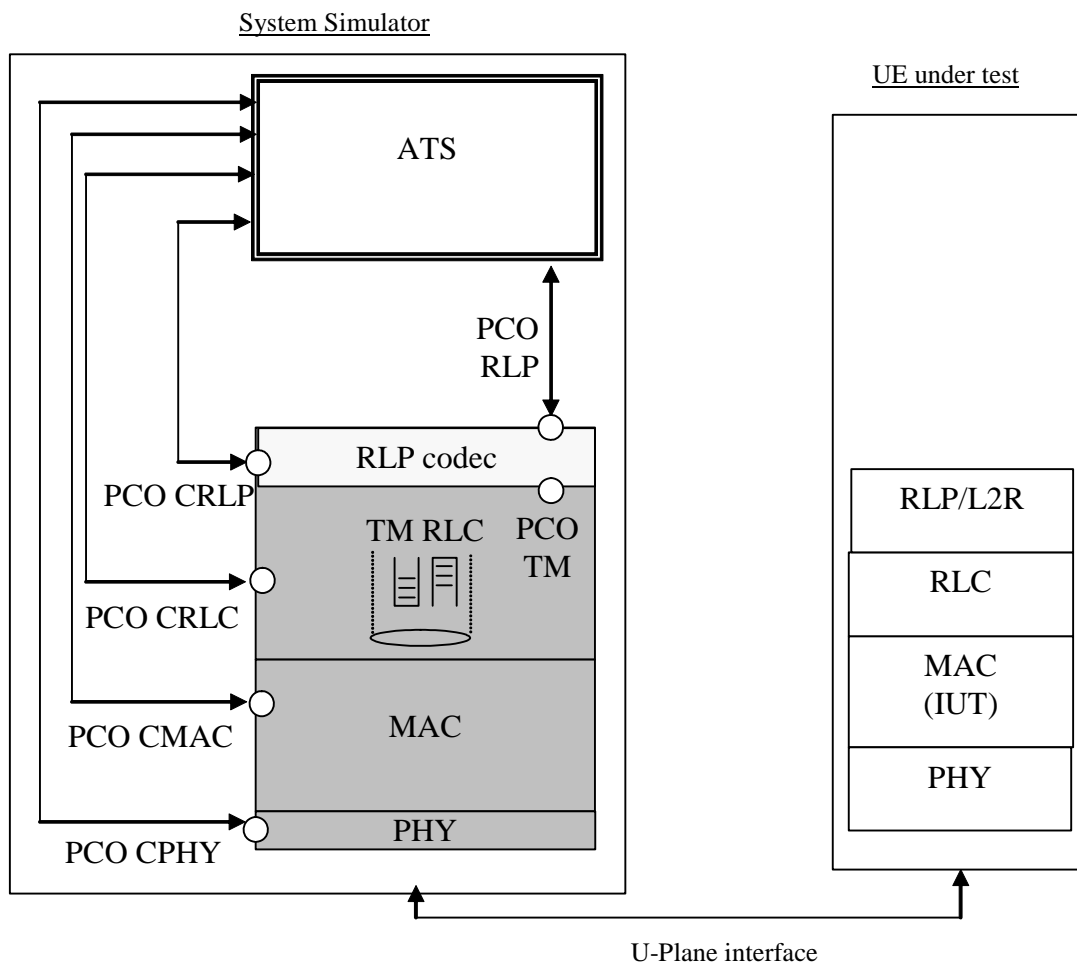 System Simulator
UE under test
ATS
PCO
RLP
RLP codec
PCO CRLP
TM RLC
PCO
TM
PCO CRLC
MAC
PCO CMAC
PHY
PCO CPHY
RLP/L2R
RLC
MAC
(IUT)
PHY
U-Plane interface